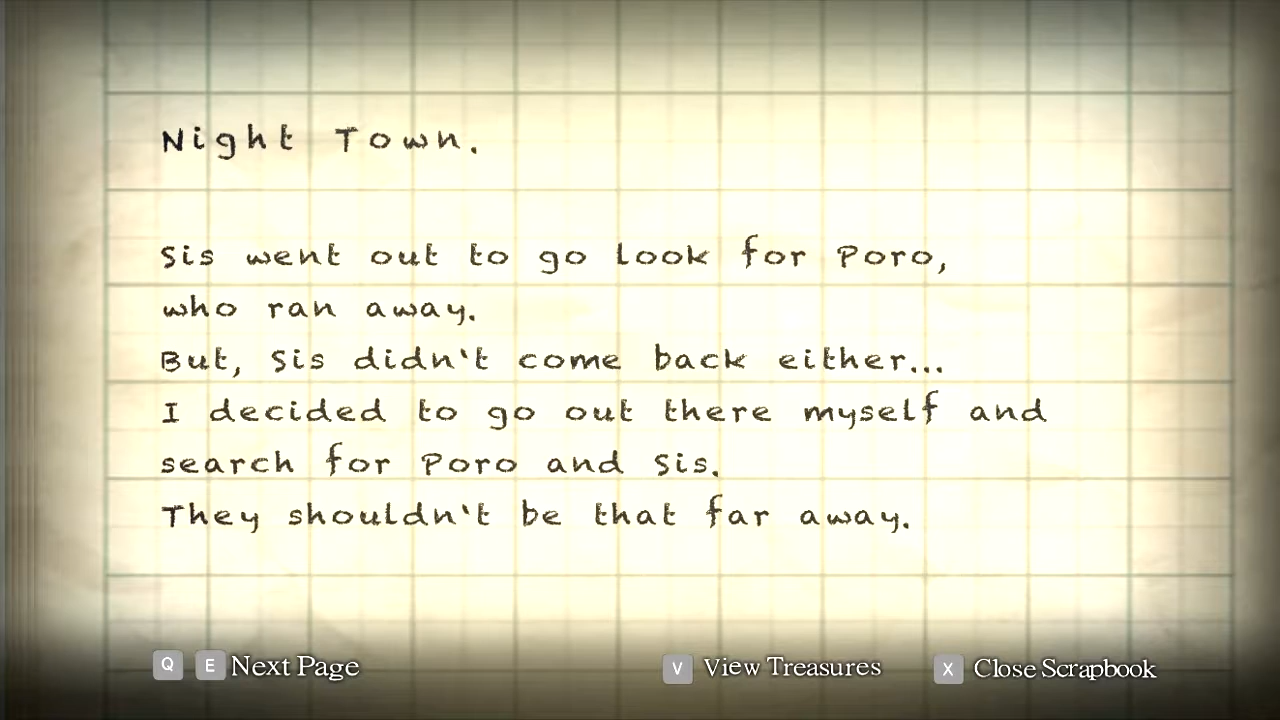 Night Town.
Sis went out to go look for Poro,
who ran away.
But, Sis didn't come back either...
I decided to go out there myself and
search for Poro and Sis.
They shouldn't be that far away.
Q E Next Page V View Treasures X Close Scrapbook